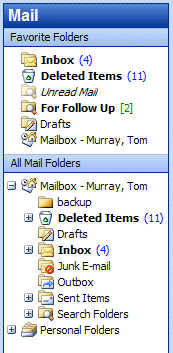 Mail
Favorite Folders
Inbox (4)
Deleted Items (11)
Unread Mail
For Follow Up [2]
Drafts
Mailbox - Murray, Tom
All Mail Folders
Mailbox - Murray, Tom
backup
Deleted Items (11)
Drafts
Inbox (4)
Junk E-mail
Outbox
Sent Items
Search Folders
Personal Folders